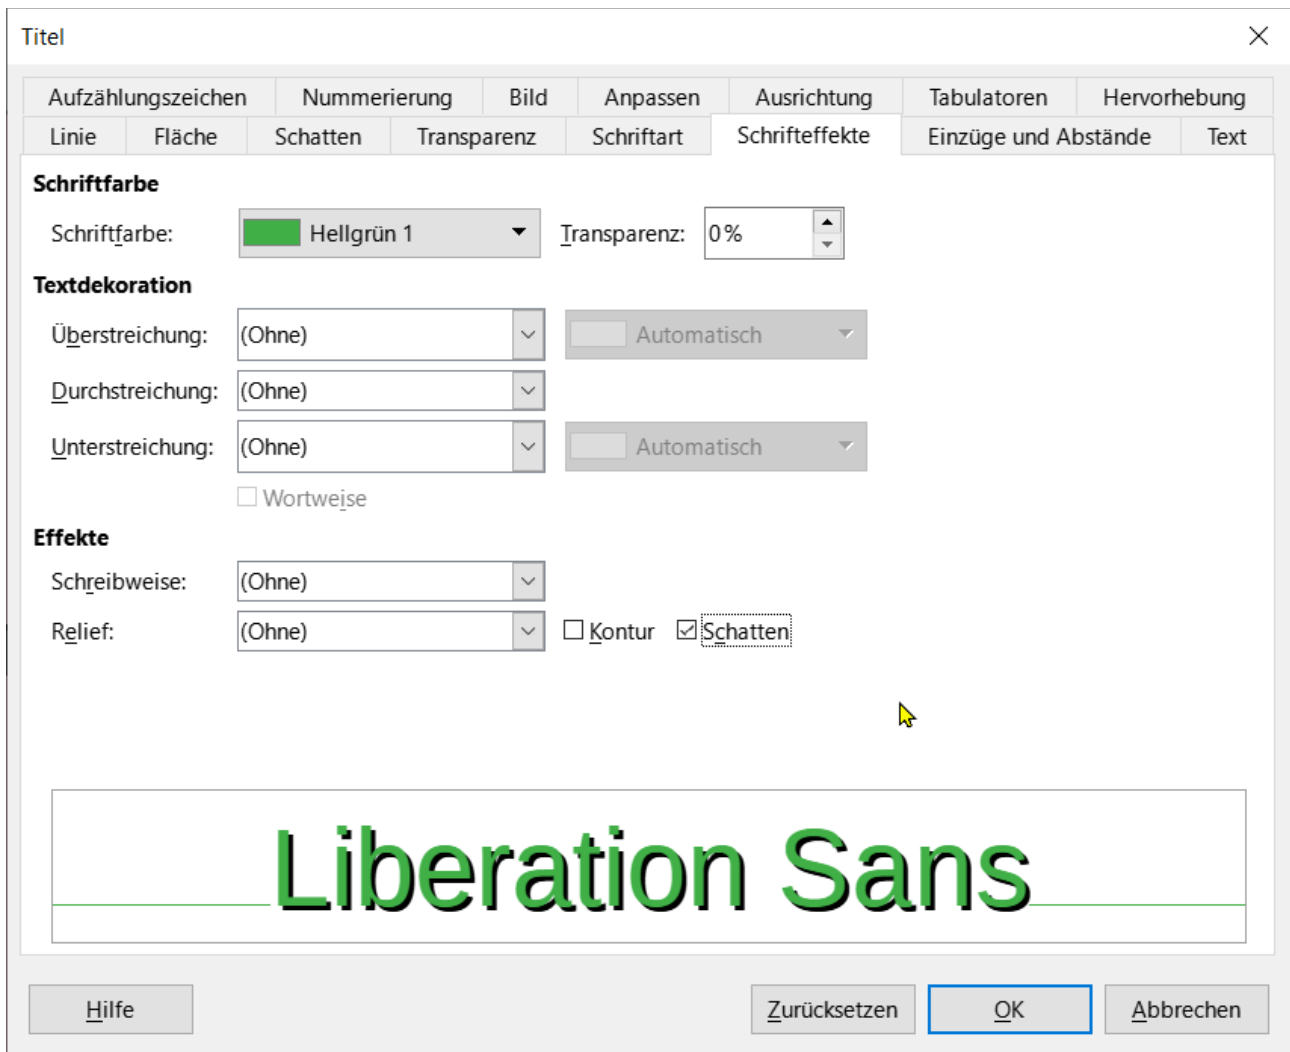 Titel
Aufzählungszeichen Nummerierung Bild Anpassen Ausrichtung Tabulatoren Hervorhebung
Linie Fläche Schatten Transparenz Schriftart Schrifteffekte Einzüge und Abstände Text
Schriftfarbe
Schriftfarbe: Hellgrün 1 Transparenz: 0%
Textdekoration
Überstreichung: (Ohne) Automatisch
Durchstreichung: (Ohne)
Unterstreichung: (Ohne) Automatisch
Wortweise
Effekte
Schreibweise: (Ohne)
Relief: (Ohne) Kontur Schatten
Liberation Sans
Hilfe Zurücksetzen OK Abbrechen